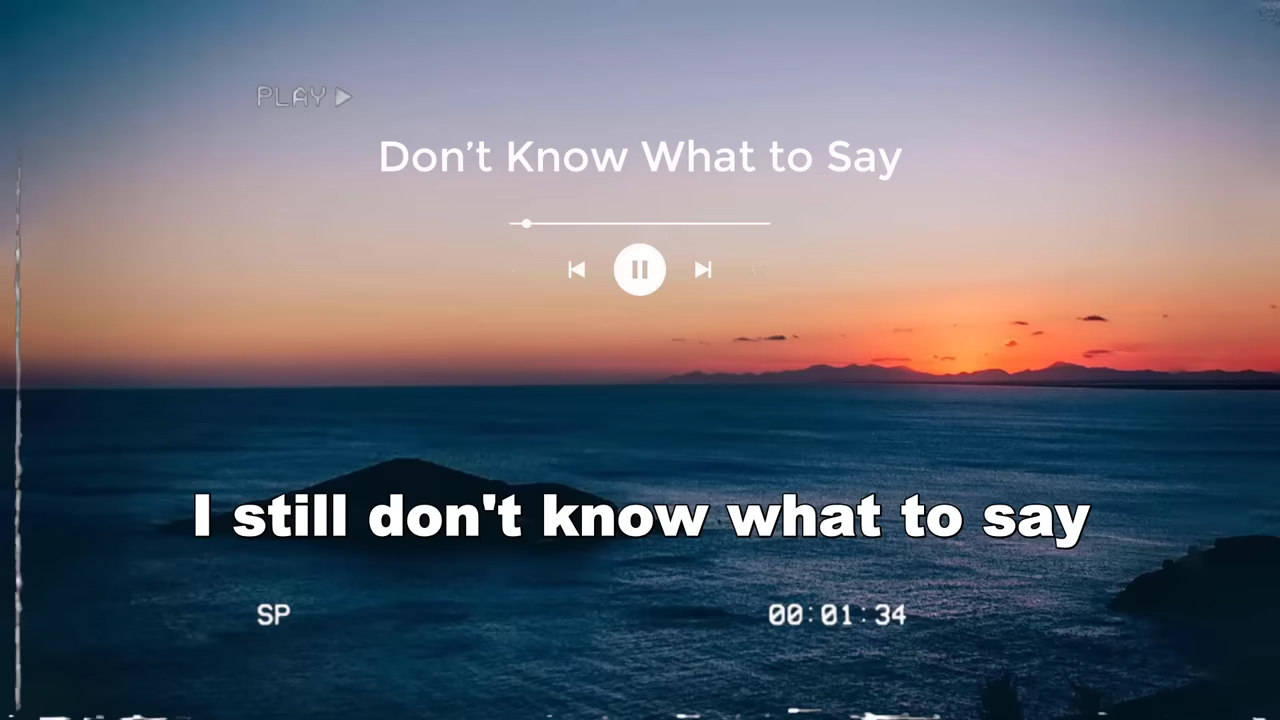 PLAY
Don’t Know What to Say
I still don't know what to say
SP
00:01:34